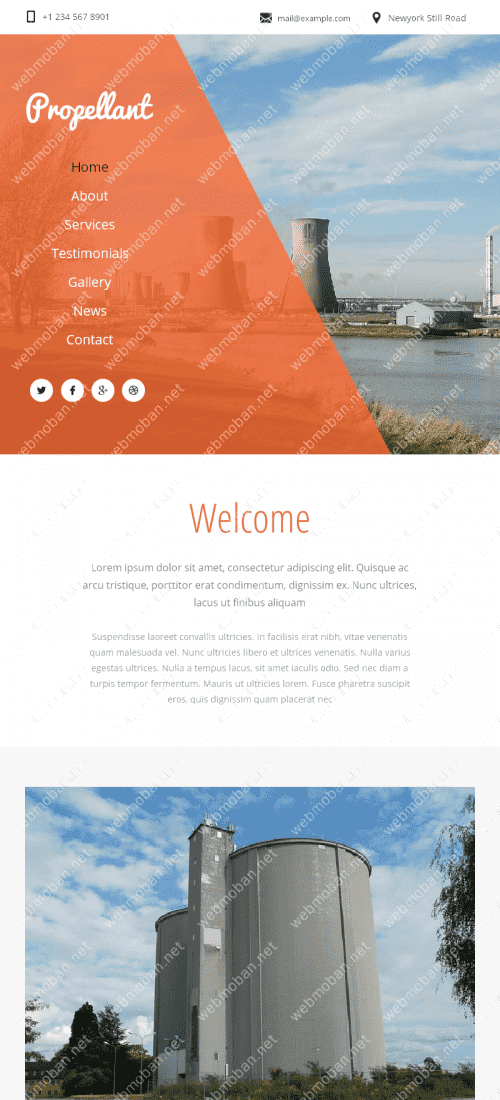 +1 234 567 8901
mail@example.com
Newyork Still Road
Propellant
Home
About
Services
Testimonials
Gallery
News
Contact
Welcome
Lorem ipsum dolor sit amet, consectetur adipiscing elit. Quisque ac
arcu tristique, porttitor erat condimentum, dignissim ex. Nunc ultrices,
lacus ut finibus aliquam
Suspendisse laoreet convallis ultricies. In facilisis erat nibh, vitae venenatis
quam malesuada vel. Nunc ultricies libero et ultrices venenatis. Nulla varius
egestas ultrices. Nulla a tempus lacus, sit amet iaculis odio. Sed nec diam a
turpis tempor fermentum. Mauris ut ultricies lorem. Fusce pharetra suscipit
eros, quis dignissim quam placerat nec
webmoban.net